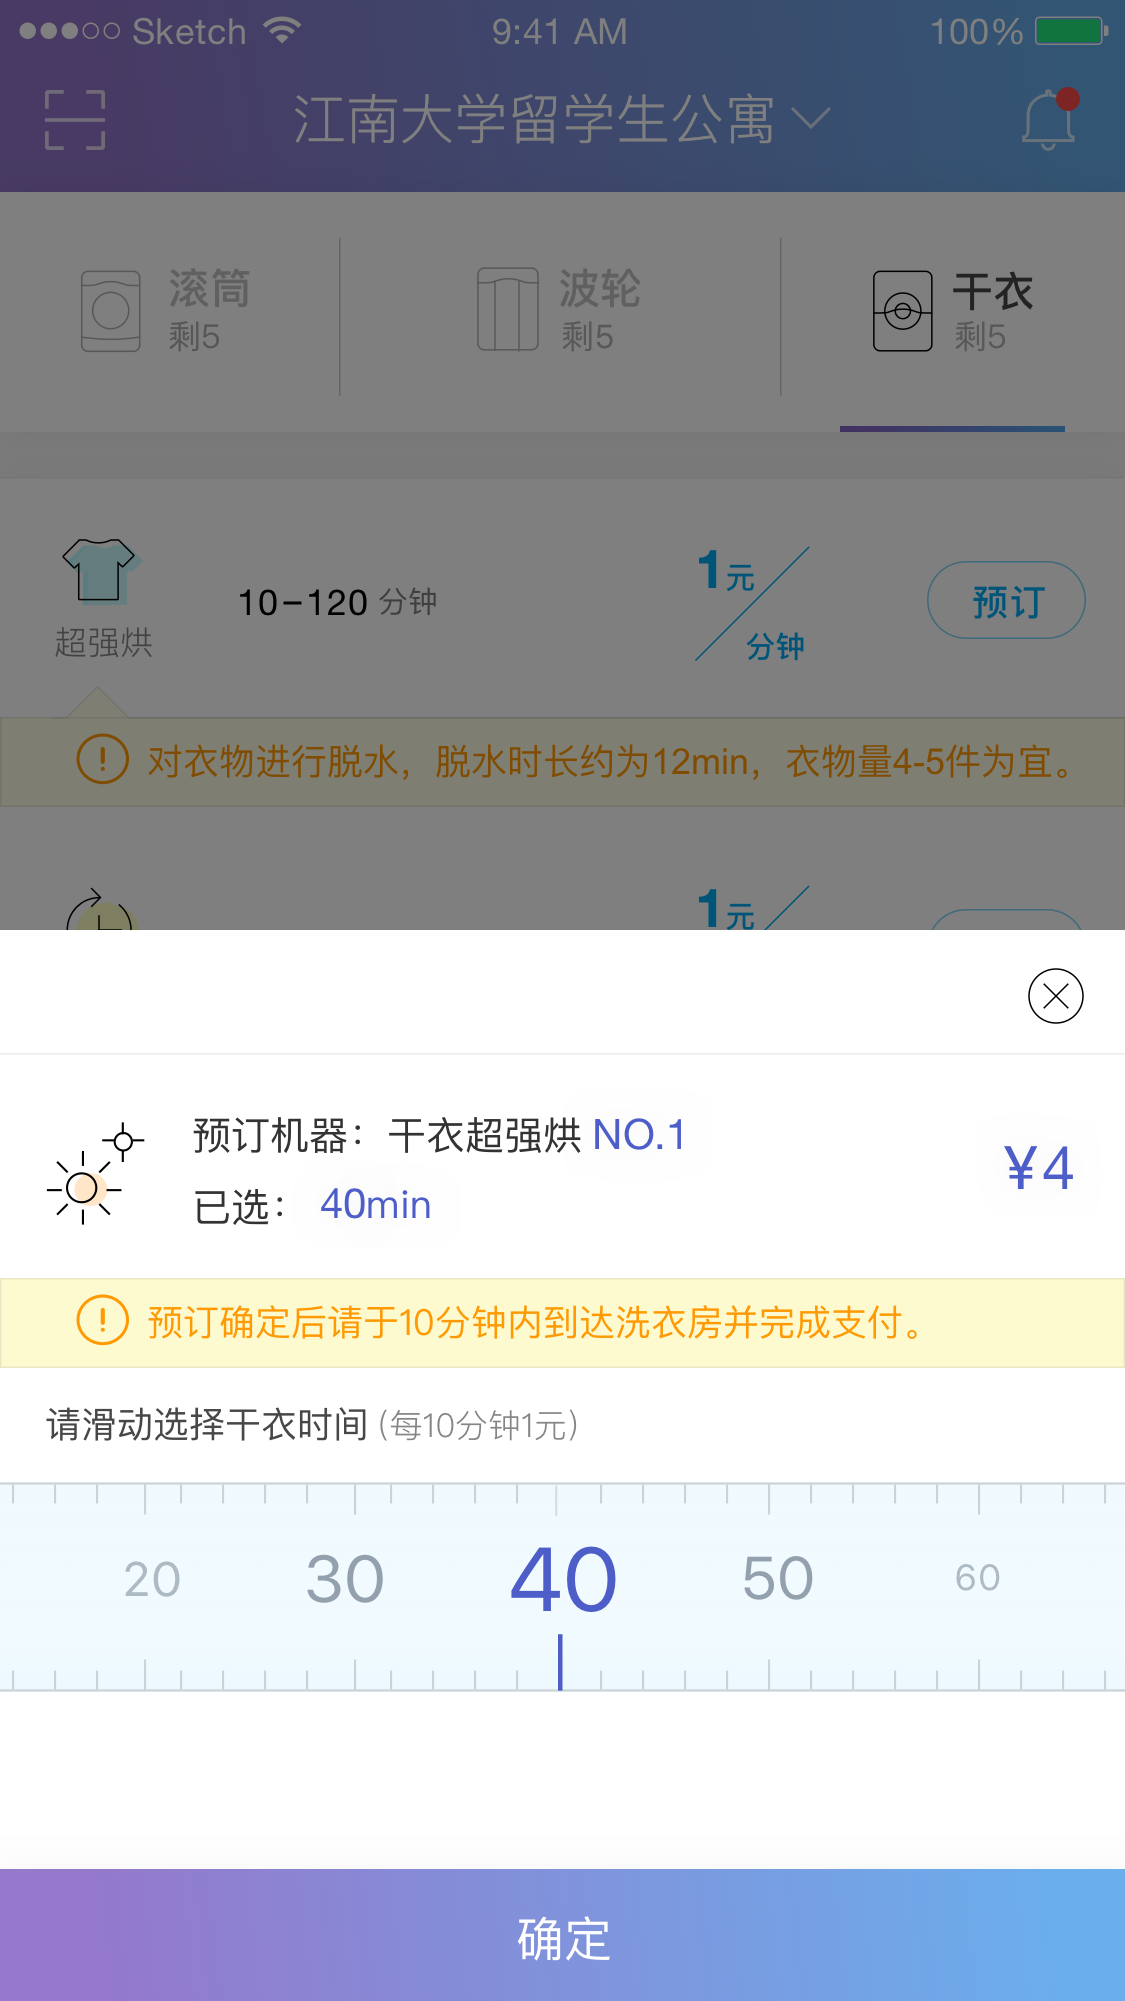 Sketch 9:41 AM 100%
江南大学留学生公寓
滚筒 波轮 干衣
剩5 剩5 剩5
超强烘 10-120 分钟 1元/分钟 预订
对衣物进行脱水，脱水时长约为12min，衣物量4-5件为宜。
1元
预订机器：干衣超强烘 NO.1
已选： 40min
¥4
预订确定后请于10分钟内到达洗衣房并完成支付。
请滑动选择干衣时间 (每10分钟1元)
20 30 40 50 60
确定